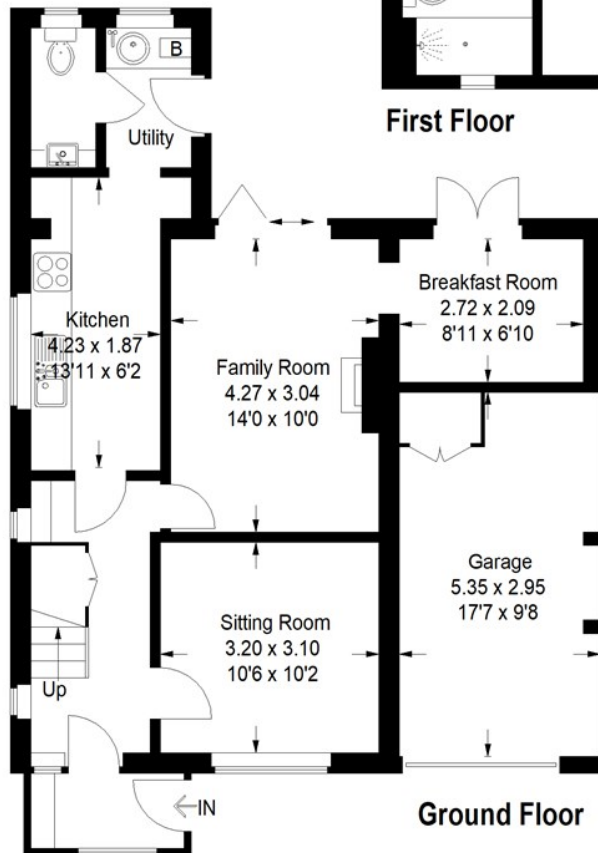 B
Utility
First Floor
Kitchen
4.23 x 1.87
13'11 x 6'2
Breakfast Room
2.72 x 2.09
8'11 x 6'10
Family Room
4.27 x 3.04
14'0 x 10'0
Garage
5.35 x 2.95
17'7 x 9'8
Sitting Room
3.20 x 3.10
10'6 x 10'2
Up
IN
Ground Floor